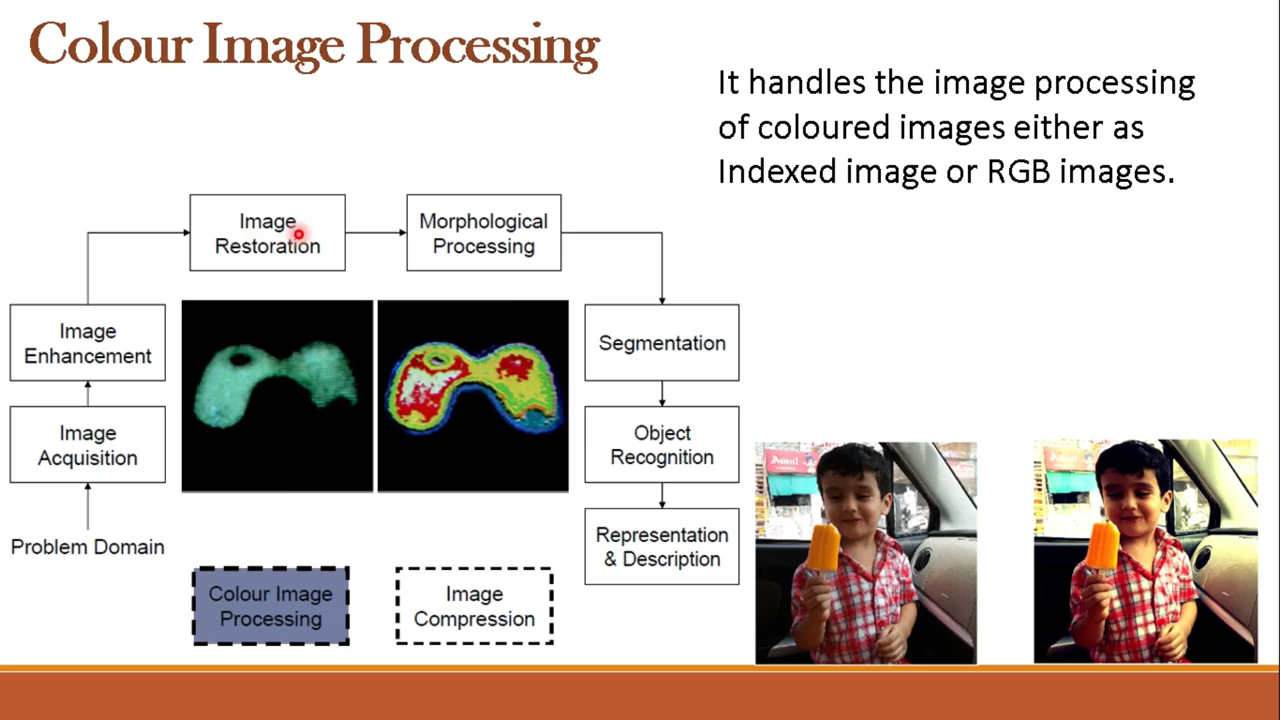 Colour Image Processing
It handles the image processing
of coloured images either as
Indexed image or RGB images.
Image
Restoration
Morphological
Processing
Image
Enhancement
Segmentation
Image
Acquisition
Object
Recognition
Problem Domain
Representation
& Description
Colour Image
Processing
Image
Compression